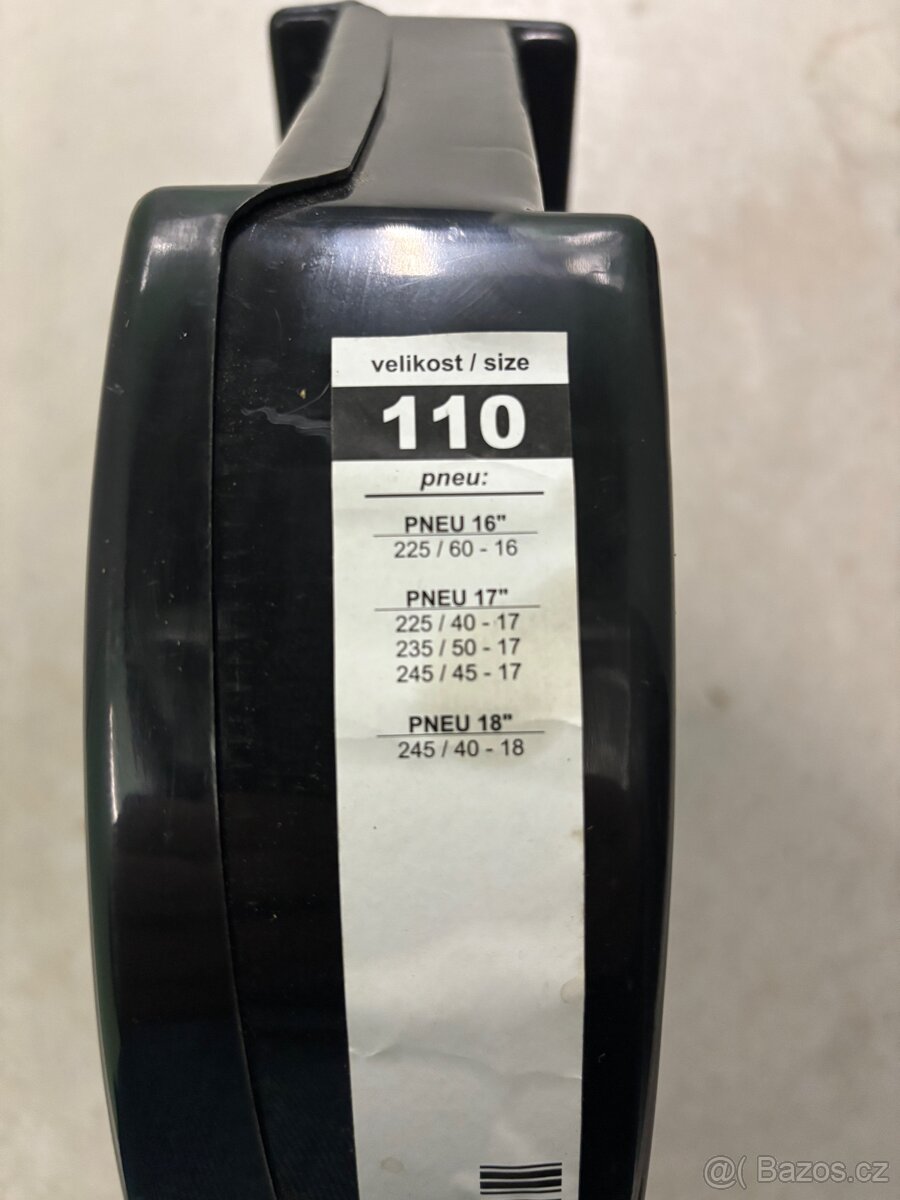 velikost / size
110
pneu:
PNEU 16"
225 / 60 - 16
PNEU 17"
225 / 40 - 17
235 / 50 - 17
245 / 45 - 17
PNEU 18"
245 / 40 - 18
@( Bazos.cz